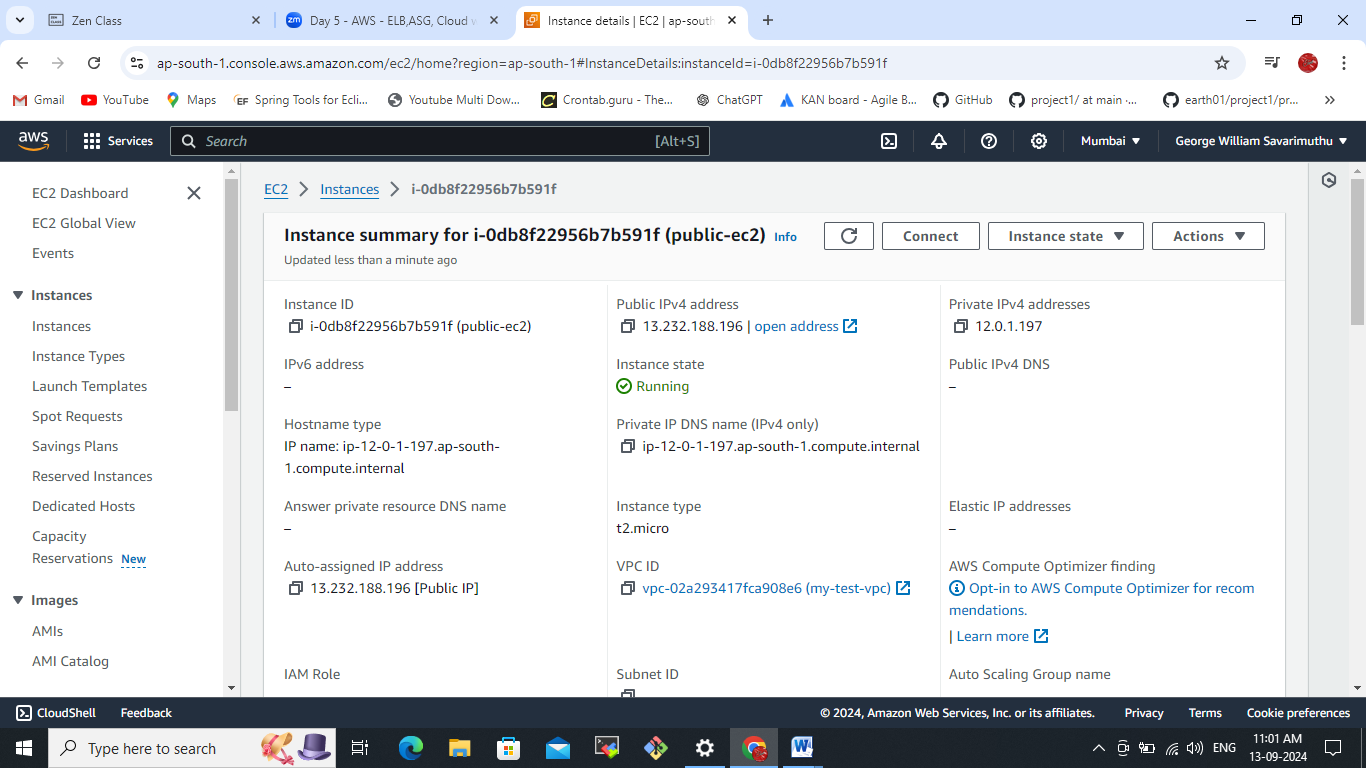 Zen Class
Day 5 - AWS - ELB,ASG, Cloud w
Instance details | EC2 | ap-south
ap-south-1.console.aws.amazon.com/ec2/home?region=ap-south-1#InstanceDetails:instanceId=i-0db8f22956b7b591f
Gmail
YouTube
Maps
Spring Tools for Ecli...
Youtube Multi Dow...
Crontab.guru - The...
ChatGPT
KAN board - Agile B...
GitHub
project1/ at main ·...
earth01/project1/pr...
aws
Services
Search
[Alt+S]
Mumbai
George William Savarimuthu
EC2 Dashboard
EC2 Global View
Events
Instances
Instances
Instance Types
Launch Templates
Spot Requests
Savings Plans
Reserved Instances
Dedicated Hosts
Capacity
Reservations New
Images
AMIs
AMI Catalog
EC2
Instances
i-0db8f22956b7b591f
Instance summary for i-0db8f22956b7b591f (public-ec2) Info
Updated less than a minute ago
Connect
Instance state
Actions
Instance ID
i-0db8f22956b7b591f (public-ec2)
Public IPv4 address
13.232.188.196 | open address
Private IPv4 addresses
12.0.1.197
IPv6 address
–
Instance state
Running
Public IPv4 DNS
–
Hostname type
IP name: ip-12-0-1-197.ap-south-
1.compute.internal
Private IP DNS name (IPv4 only)
ip-12-0-1-197.ap-south-1.compute.internal
Answer private resource DNS name
–
Instance type
t2.micro
Elastic IP addresses
–
Auto-assigned IP address
13.232.188.196 [Public IP]
VPC ID
vpc-02a293417fca908e6 (my-test-vpc)
AWS Compute Optimizer finding
Opt-in to AWS Compute Optimizer for recom
mendations.
| Learn more
IAM Role
Subnet ID
Auto Scaling Group name
CloudShell
Feedback
© 2024, Amazon Web Services, Inc. or its affiliates.
Privacy
Terms
Cookie preferences
Type here to search
ENG
11:01 AM
13-09-2024